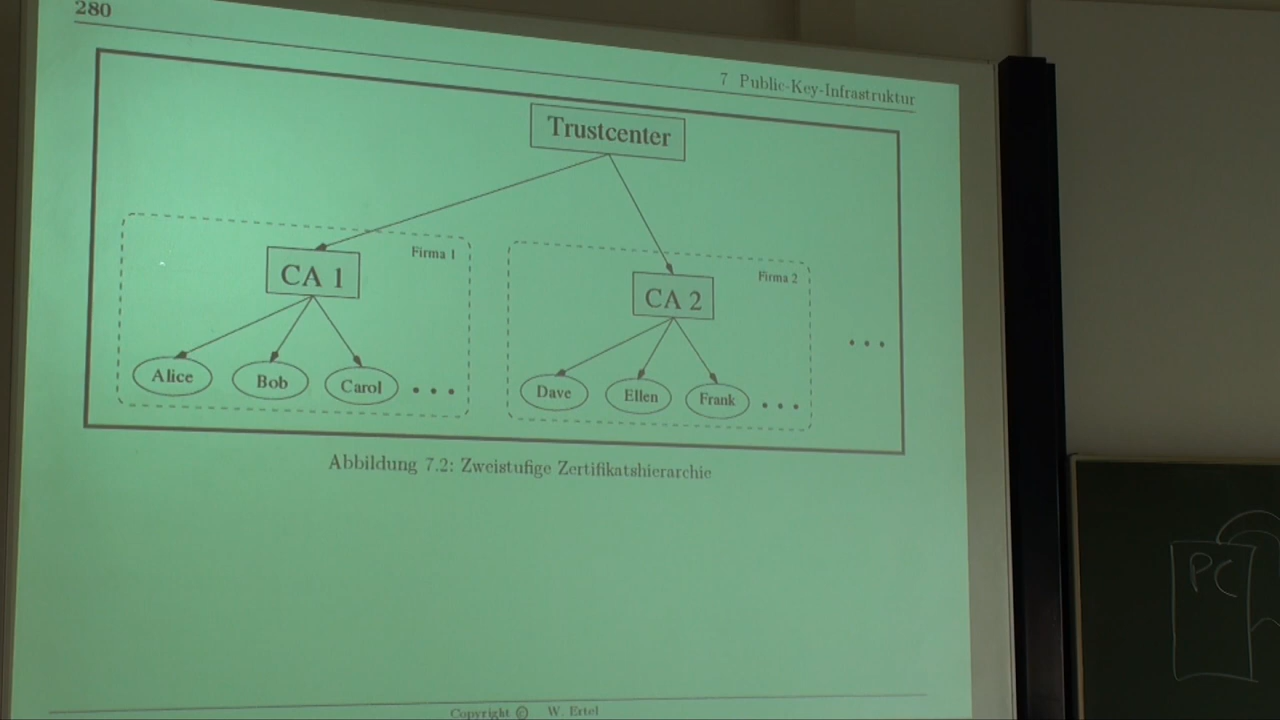 280
7 Public-Key-Infrastruktur
Trustcenter
Firma 1
CA 1
Firma 2
CA 2
Alice
Bob
Carol
• • •
Dave
Ellen
Frank
• • •
• • •
Abbildung 7.2: Zweistufige Zertifikatshierarchie
Copyright © W. Ertel
PC